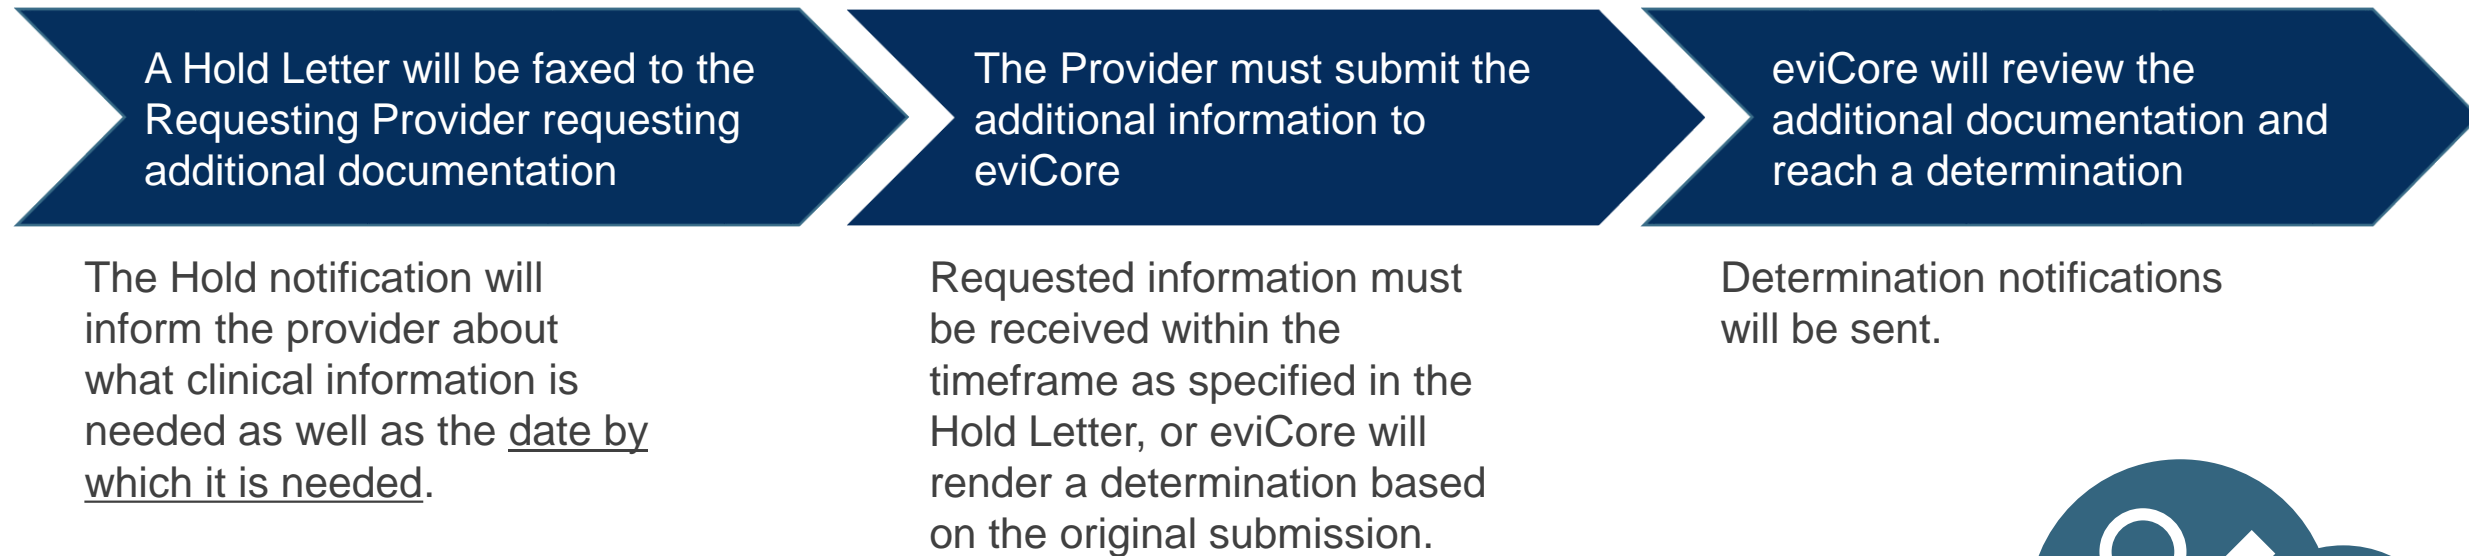 A Hold Letter will be faxed to the
Requesting Provider requesting
additional documentation
The Hold notification will
inform the provider about
what clinical information is
needed as well as the date by
which it is needed.
The Provider must submit the
additional information to
eviCore
Requested information must
be received within the
timeframe as specified in the
Hold Letter, or eviCore will
render a determination based
on the original submission.
eviCore will review the
additional documentation and
reach a determination
Determination notifications
will be sent.